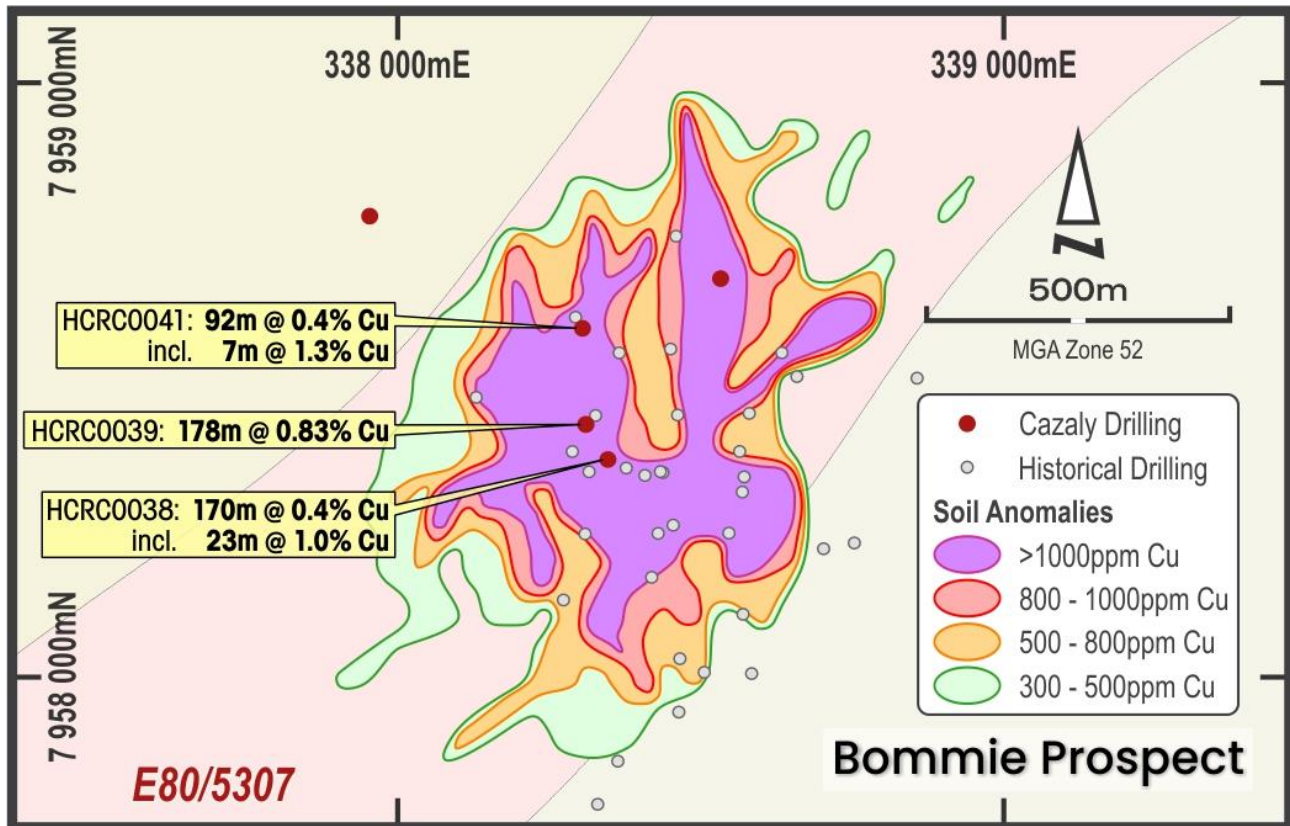 338 000mE
339 000mE
7 959 000mN
HCRC0041: 92m @ 0.4% Cu
incl. 7m @ 1.3% Cu
HCRC0039: 178m @ 0.83% Cu
HCRC0038: 170m @ 0.4% Cu
incl. 23m @ 1.0% Cu
7 958 000mN
E80/5307
N
500m
MGA Zone 52
Cazaly Drilling
Historical Drilling
Soil Anomalies
>1000ppm Cu
800 - 1000ppm Cu
500 - 800ppm Cu
300 - 500ppm Cu
Bommie Prospect